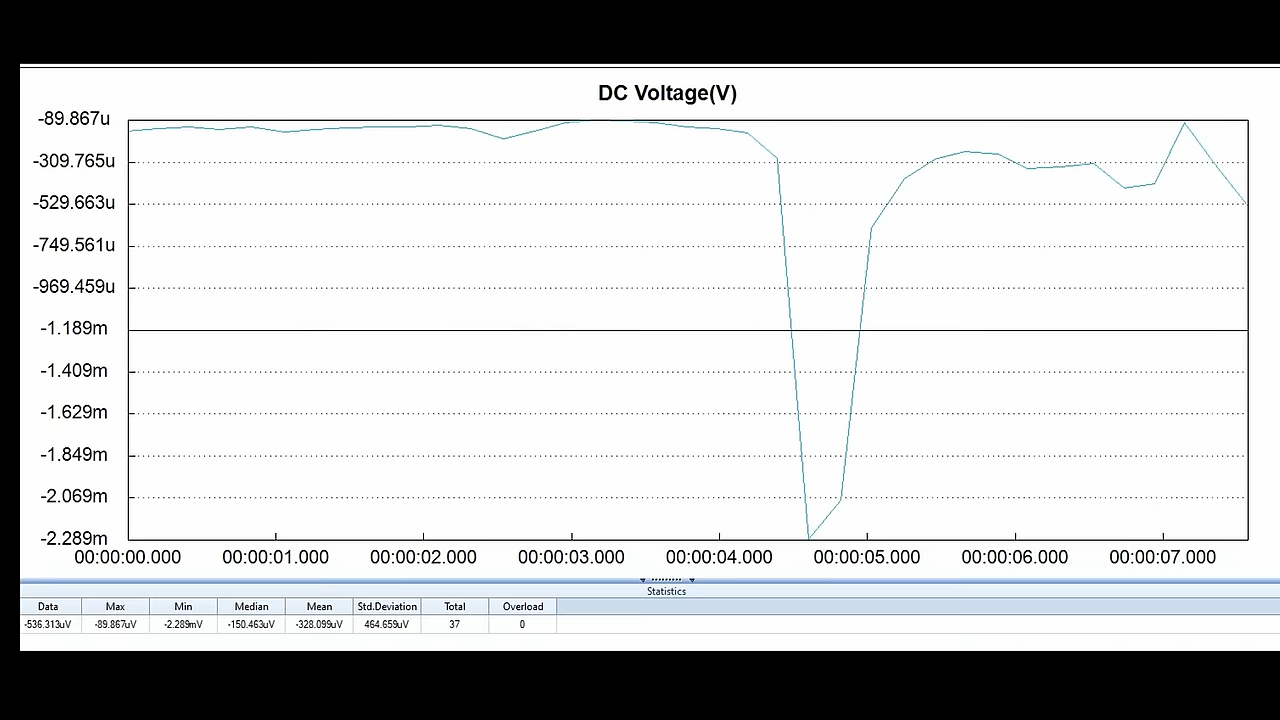 DC Voltage(V)
-89.867u
-309.765u
-529.663u
-749.561u
-969.459u
-1.189m
-1.409m
-1.629m
-1.849m
-2.069m
-2.289m
00:00:00.000 00:00:01.000 00:00:02.000 00:00:03.000 00:00:04.000 00:00:05.000 00:00:06.000 00:00:07.000
Statistics
Data Max Min Median Mean Std.Deviation Total Overload
-536.313uV -89.867uV -2.289mV -150.463uV -328.099uV 464.659uV 37 0